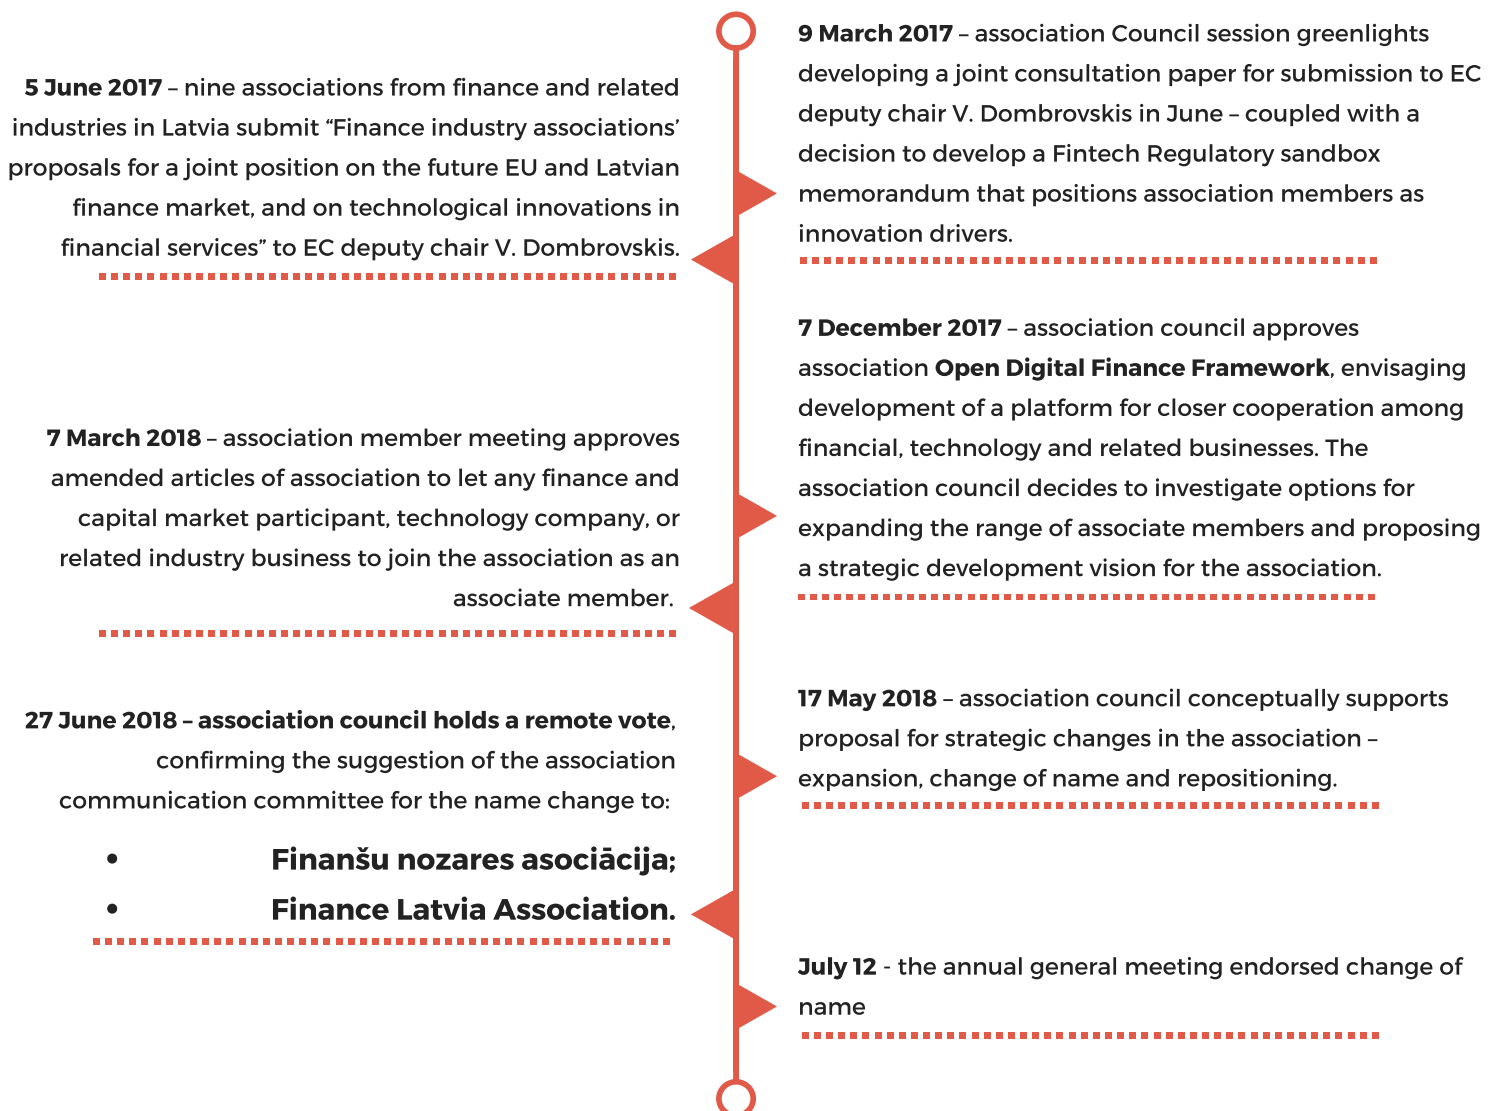 9 March 2017 – association Council session greenlights
developing a joint consultation paper for submission to EC
deputy chair V. Dombrovskis in June – coupled with a
decision to develop a Fintech Regulatory sandbox
memorandum that positions association members as
innovation drivers.
5 June 2017 – nine associations from finance and related
industries in Latvia submit “Finance industry associations’
proposals for a joint position on the future EU and Latvian
finance market, and on technological innovations in
financial services” to EC deputy chair V. Dombrovskis.
7 December 2017 – association council approves
association Open Digital Finance Framework, envisaging
development of a platform for closer cooperation among
financial, technology and related businesses. The
association council decides to investigate options for
expanding the range of associate members and proposing
a strategic development vision for the association.
7 March 2018 – association member meeting approves
amended articles of association to let any finance and
capital market participant, technology company, or
related industry business to join the association as an
associate member.
17 May 2018 – association council conceptually supports
proposal for strategic changes in the association –
expansion, change of name and repositioning.
27 June 2018 – association council holds a remote vote,
confirming the suggestion of the association
communication committee for the name change to:
• Finanšu nozares asociācija;
• Finance Latvia Association.
July 12 - the annual general meeting endorsed change of
name